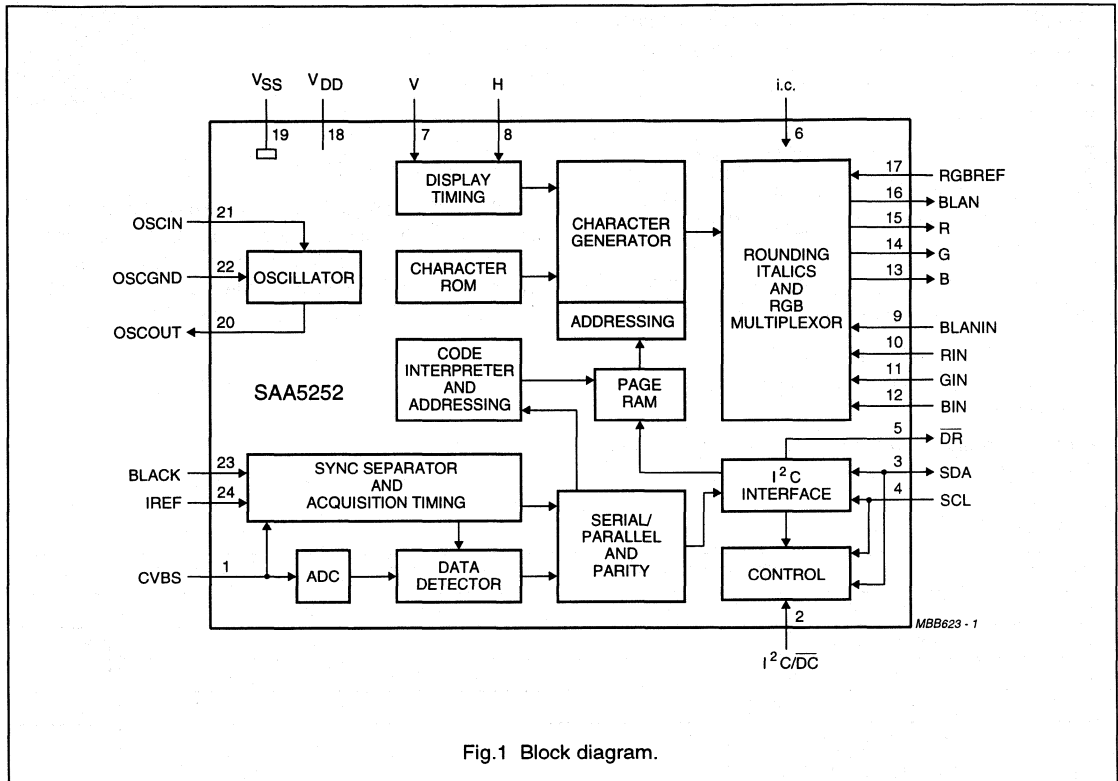 VSS
VDD
V
H
i.c.
19
18
7
8
6
OSCIN
21
OSCGND
22
OSCOUT
20
OSCILLATOR
DISPLAY
TIMING
CHARACTER
ROM
CHARACTER
GENERATOR
ADDRESSING
ROUNDING
ITALICS
AND
RGB
MULTIPLEXOR
17
RGBREF
16
BLAN
15
R
14
G
13
B
9
BLANIN
10
RIN
11
GIN
12
BIN
SAA5252
CODE
INTERPRETER
AND
ADDRESSING
PAGE
RAM
5
D̅R̅
3
SDA
4
SCL
I²C
INTERFACE
CONTROL
BLACK
23
IREF
24
SYNC SEPARATOR
AND
ACQUISITION TIMING
CVBS
1
ADC
DATA
DETECTOR
SERIAL/
PARALLEL
AND
PARITY
2
I²C/D̅C̅
MBB623 - 1
Fig.1 Block diagram.